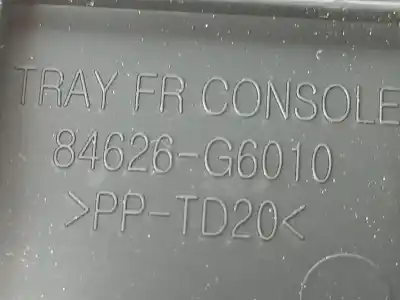 TRAY FR CONSOLE
84626-G6010
>PP-TD20<